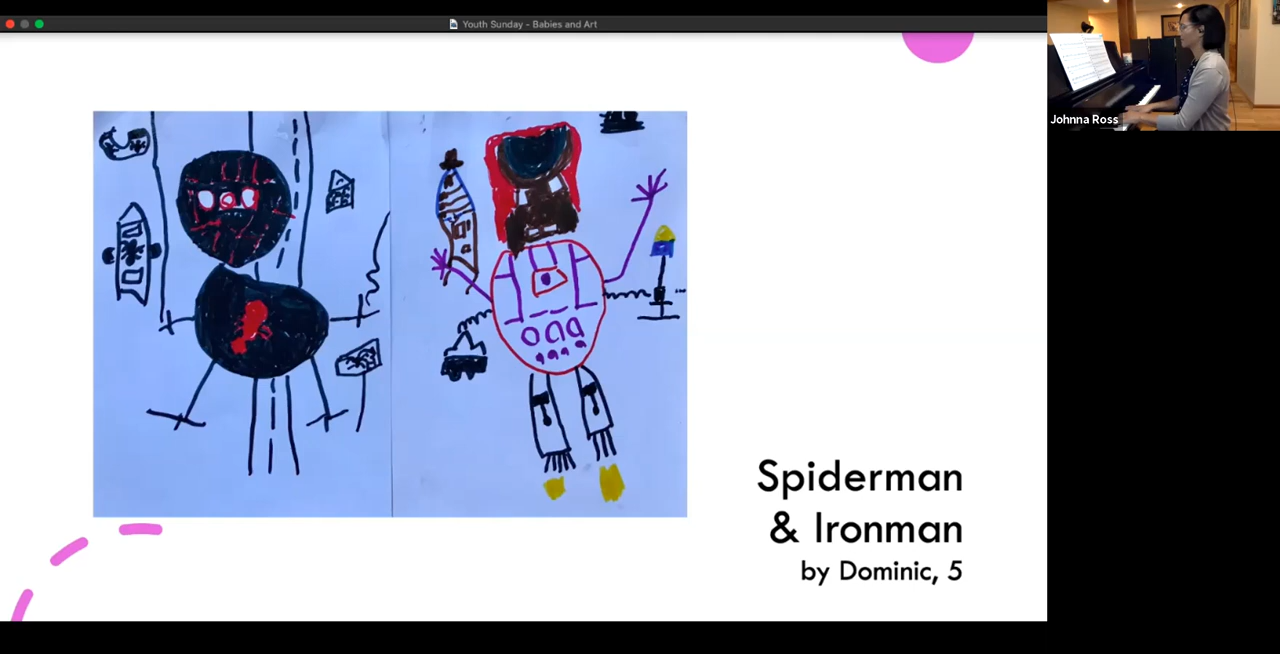 Youth Sunday - Babies and Art
Johnna Ross
Spiderman
& Ironman
by Dominic, 5